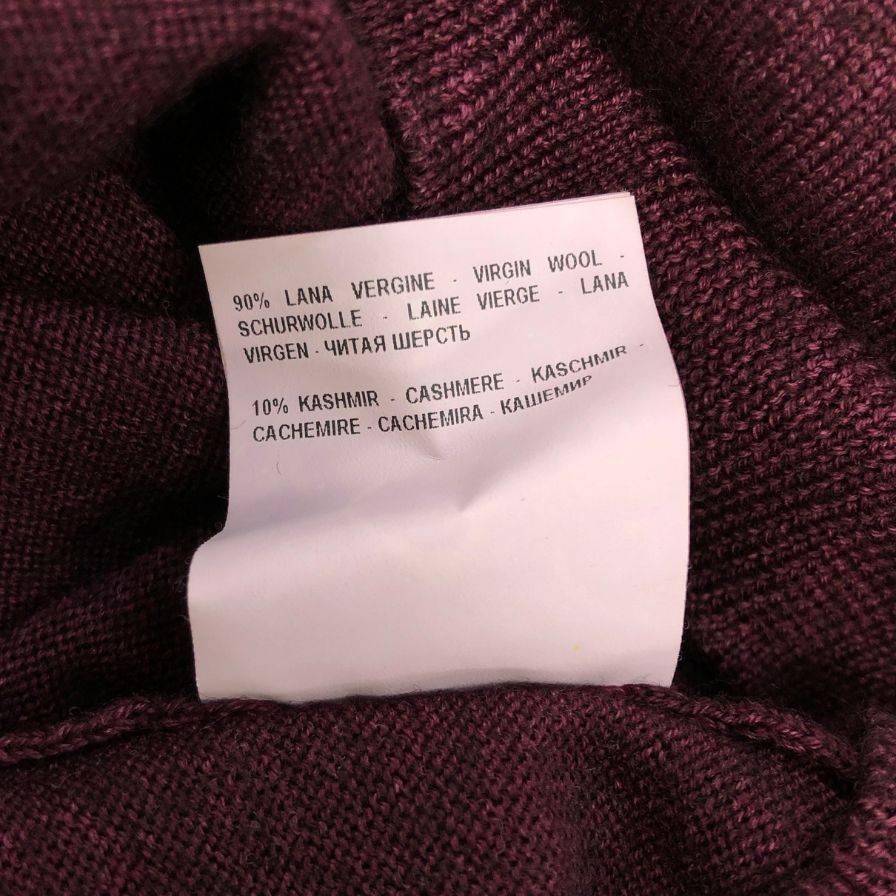 90% LANA VERGINE - VIRGIN WOOL -
SCHURWOLLE - LAINE VIERGE - LANA
VIRGEN - ЧИТАЯ ШЕРСТЬ
10% KASHMIR - CASHMERE - KASCHMIR -
CACHEMIRE - CACHEMIRA - КАШЕМИР